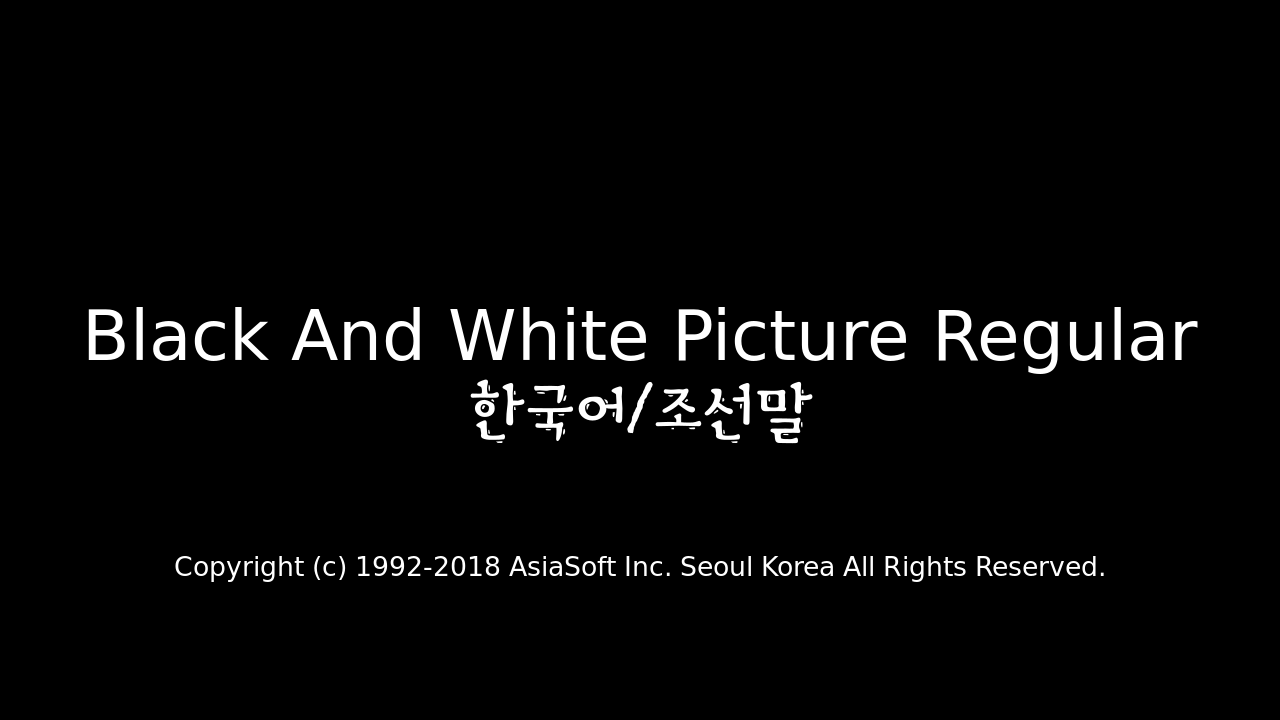 Black And White Picture Regular
한국어/조선말
Copyright (c) 1992-2018 AsiaSoft Inc. Seoul Korea All Rights Reserved.